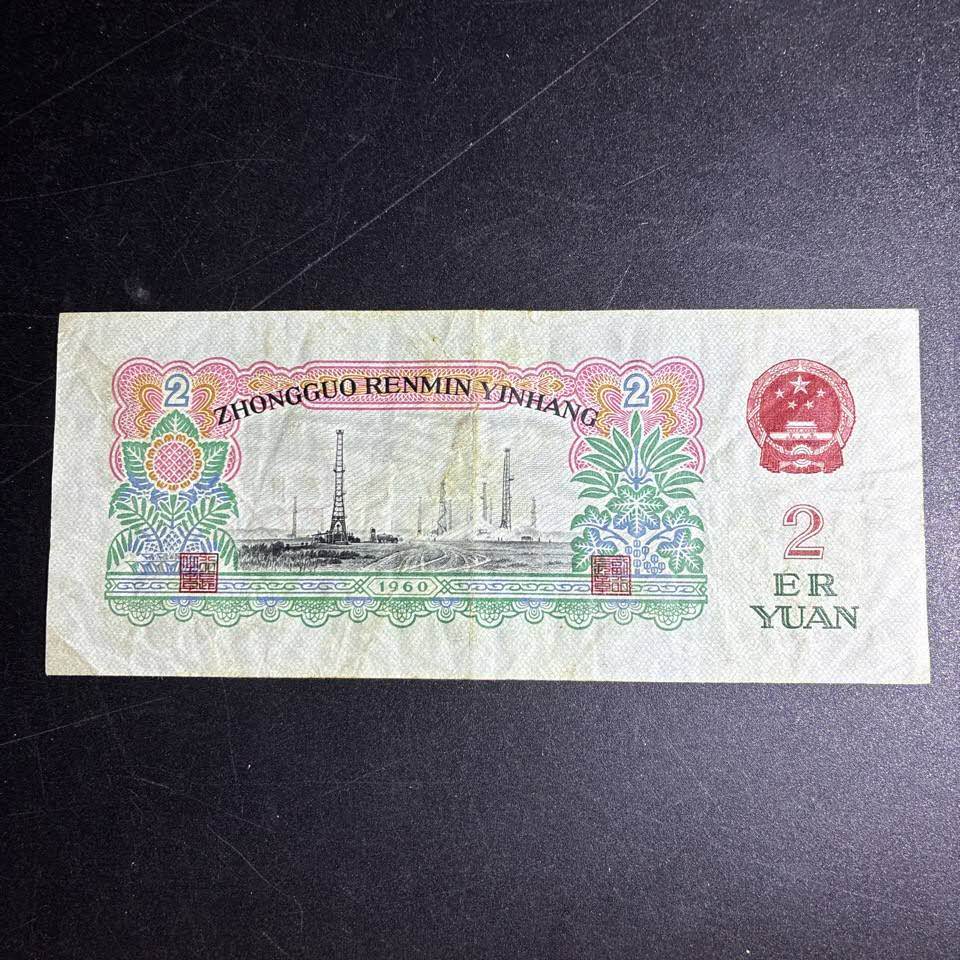 2
ZHONGGUO RENMIN YINHANG
2
1960
2
ER
YUAN